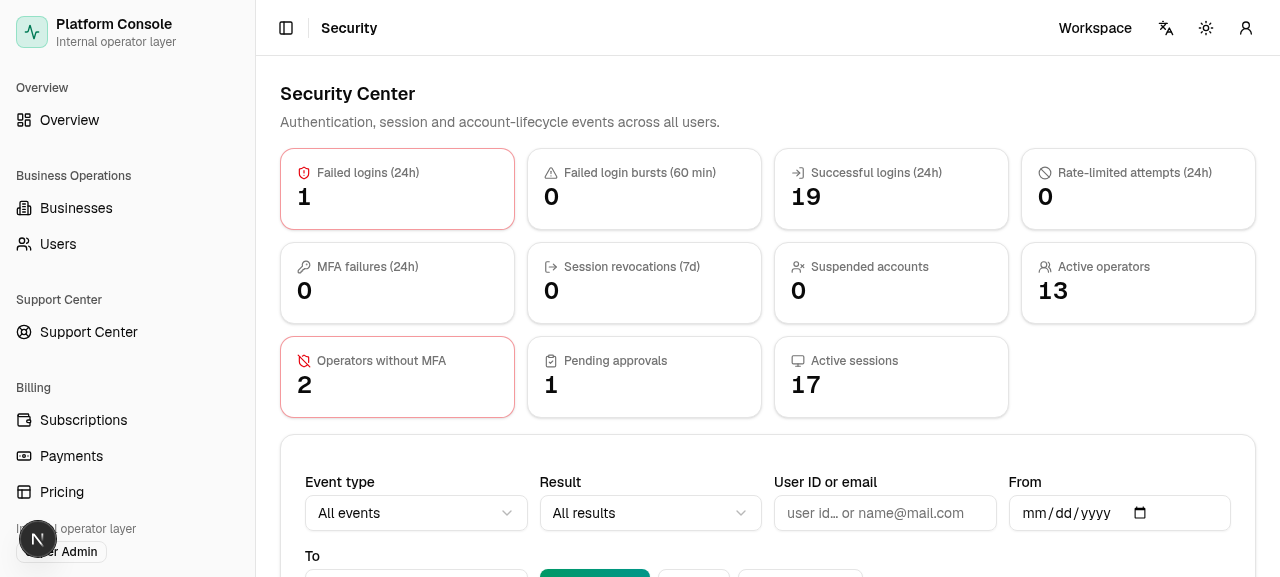 Platform Console
Internal operator layer
Overview
Overview
Business Operations
Businesses
Users
Support Center
Support Center
Billing
Subscriptions
Payments
Pricing
operator layer
Admin
Security
Workspace
Security Center
Authentication, session and account-lifecycle events across all users.
Failed logins (24h)
1
Failed login bursts (60 min)
0
Successful logins (24h)
19
Rate-limited attempts (24h)
0
MFA failures (24h)
0
Session revocations (7d)
0
Suspended accounts
0
Active operators
13
Operators without MFA
2
Pending approvals
1
Active sessions
17
Event type
All events
Result
All results
User ID or email
user id… or name@mail.com
From
mm/dd/yyyy
To